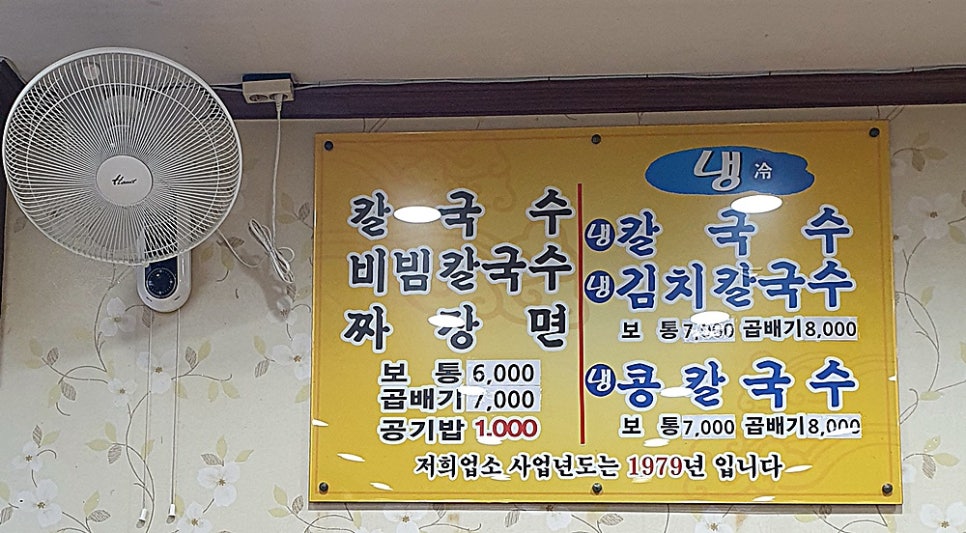 칼국수
비빔칼국수
짜장면
보통 6,000
곱배기 7,000
공기밥 1.000
냉 冷
냉 칼국수
냉 김치칼국수
보통 7,000 곱배기 8,000
냉 콩칼국수
보통 7,000 곱배기 8,000
저희업소 사업년도는 1979년 입니다